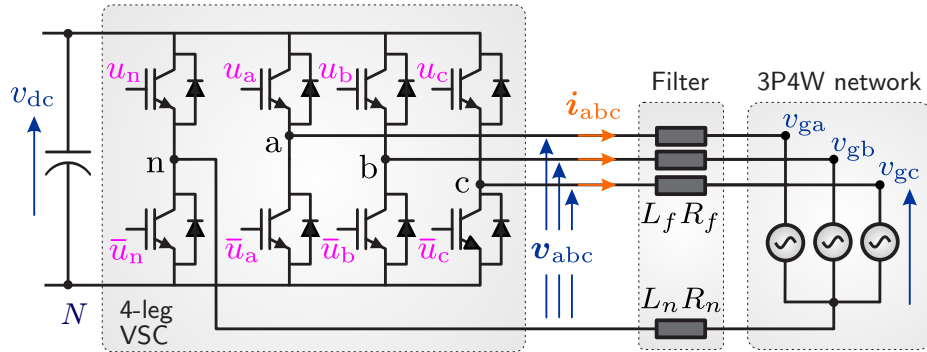 Filter 3P4W network
u_n u_a u_b u_c
v_dc
i_abc
v_ga
a
v_gb
n b
v_gc
c
L_f R_f
ū_n ū_a ū_b ū_c
v_abc
N
L_n R_n
4-leg
VSC